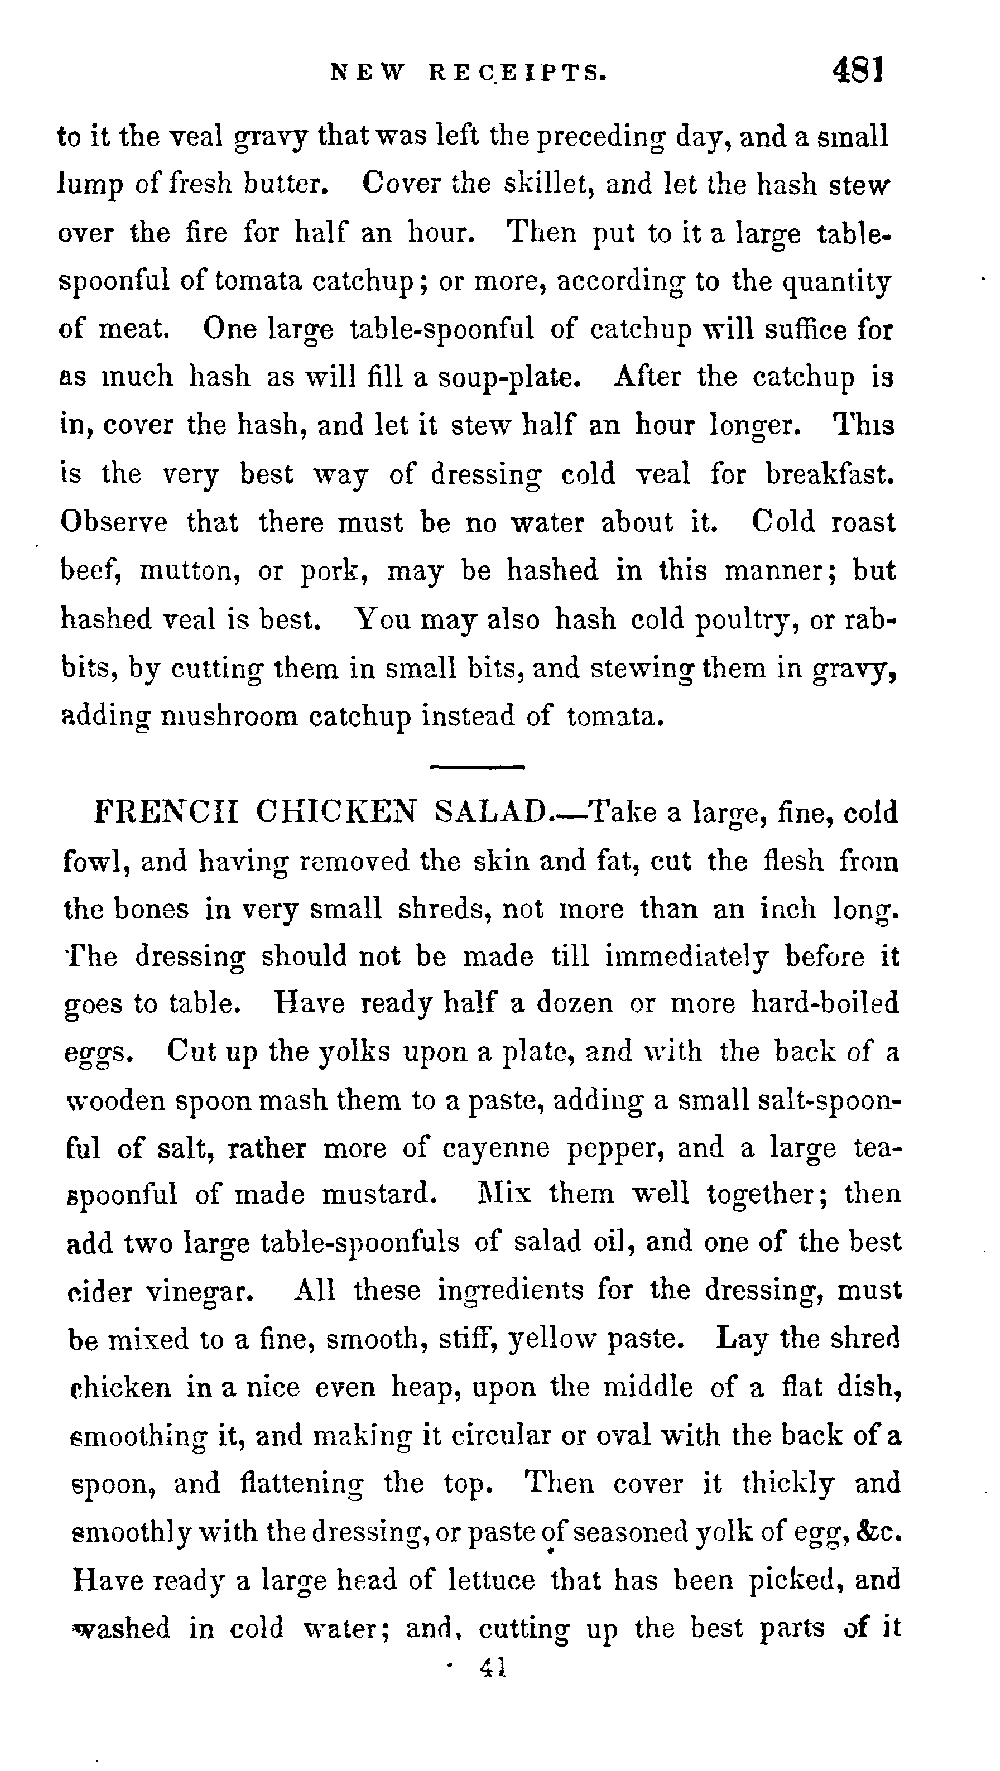 NEW RECEIPTS. 481
to it the veal gravy that was left the preceding day, and a small
lump of fresh butter. Cover the skillet, and let the hash stew
over the fire for half an hour. Then put to it a large table-
spoonful of tomata catchup; or more, according to the quantity
of meat. One large table-spoonful of catchup will suffice for
as much hash as will fill a soup-plate. After the catchup is
in, cover the hash, and let it stew half an hour longer. This
is the very best way of dressing cold veal for breakfast.
Observe that there must be no water about it. Cold roast
beef, mutton, or pork, may be hashed in this manner; but
hashed veal is best. You may also hash cold poultry, or rab-
bits, by cutting them in small bits, and stewing them in gravy,
adding mushroom catchup instead of tomata.
FRENCH CHICKEN SALAD.—Take a large, fine, cold
fowl, and having removed the skin and fat, cut the flesh from
the bones in very small shreds, not more than an inch long.
The dressing should not be made till immediately before it
goes to table. Have ready half a dozen or more hard-boiled
eggs. Cut up the yolks upon a plate, and with the back of a
wooden spoon mash them to a paste, adding a small salt-spoon-
ful of salt, rather more of cayenne pepper, and a large tea-
spoonful of made mustard. Mix them well together; then
add two large table-spoonfuls of salad oil, and one of the best
cider vinegar. All these ingredients for the dressing, must
be mixed to a fine, smooth, stiff, yellow paste. Lay the shred
chicken in a nice even heap, upon the middle of a flat dish,
smoothing it, and making it circular or oval with the back of a
spoon, and flattening the top. Then cover it thickly and
smoothly with the dressing, or paste of seasoned yolk of egg, &c.
Have ready a large head of lettuce that has been picked, and
washed in cold water; and, cutting up the best parts of it
41